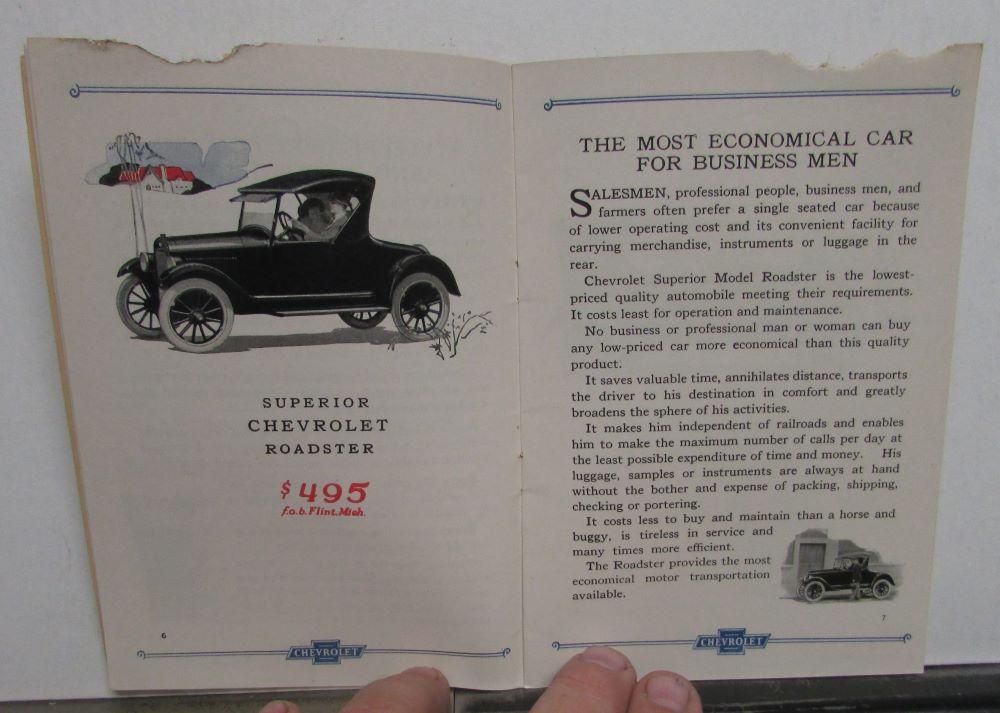 SUPERIOR
CHEVROLET
ROADSTER
$495
f.o.b. Flint. Mich.
6
CHEVROLET
THE MOST ECONOMICAL CAR
FOR BUSINESS MEN
SALESMEN, professional people, business men, and
farmers often prefer a single seated car because
of lower operating cost and its convenient facility for
carrying merchandise, instruments or luggage in the
rear.
Chevrolet Superior Model Roadster is the lowest-
priced quality automobile meeting their requirements.
It costs least for operation and maintenance.
No business or professional man or woman can buy
any low-priced car more economical than this quality
product.
It saves valuable time, annihilates distance, transports
the driver to his destination in comfort and greatly
broadens the sphere of his activities.
It makes him independent of railroads and enables
him to make the maximum number of calls per day at
the least possible expenditure of time and money. His
luggage, samples or instruments are always at hand
without the bother and expense of packing, shipping,
checking or portering.
It costs less to buy and maintain than a horse and
buggy, is tireless in service and
many times more efficient.
The Roadster provides the most
economical motor transportation
available.
7
CHEVROLET